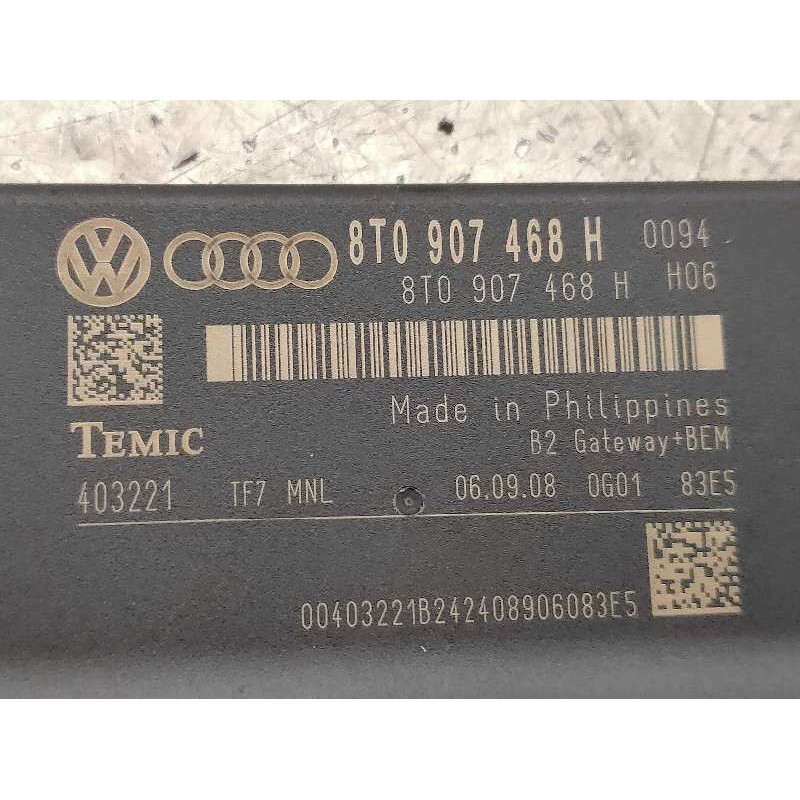 8T0 907 468 H 0094
8T0 907 468 H H06
Made in Philippines
TEMIC B2 Gateway+BEM
403221 TF7 MNL 06.09.08 0G01 83E5
00403221B242408906083E5